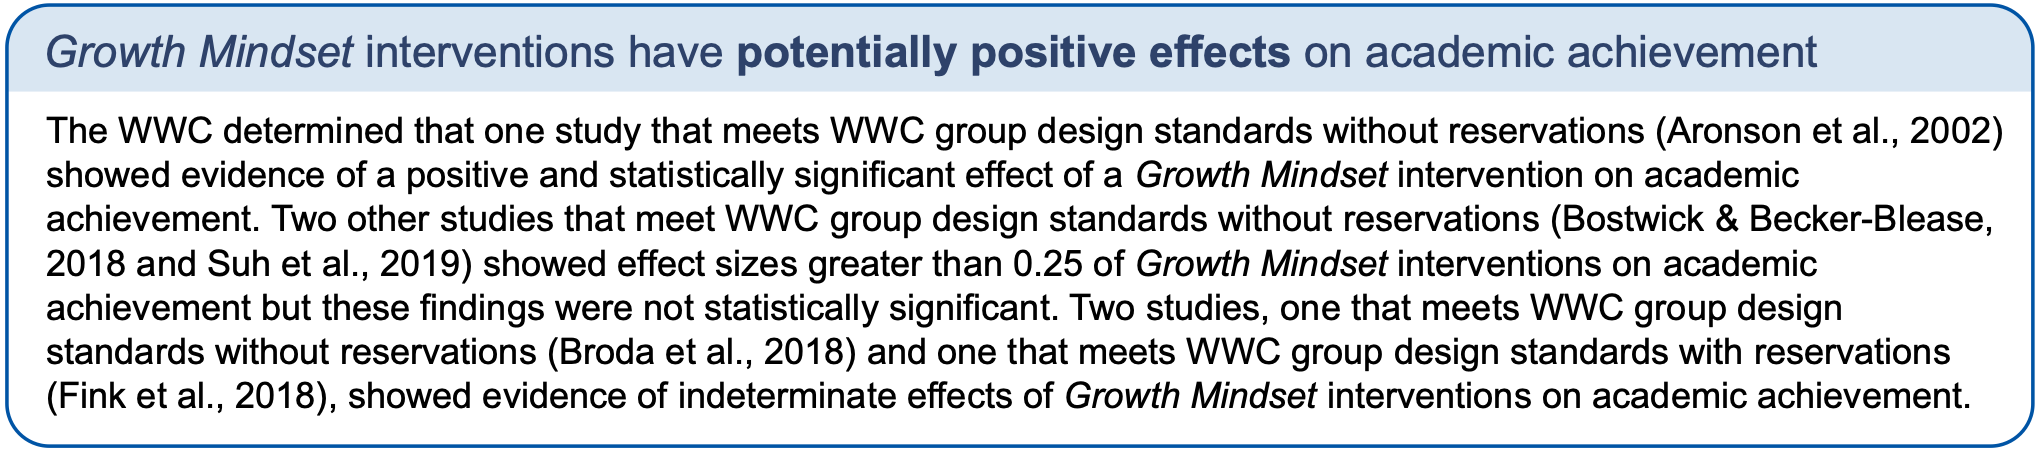 Growth Mindset interventions have potentially positive effects on academic achievement
The WWC determined that one study that meets WWC group design standards without reservations (Aronson et al., 2002)
showed evidence of a positive and statistically significant effect of a Growth Mindset intervention on academic
achievement. Two other studies that meet WWC group design standards without reservations (Bostwick & Becker-Blease,
2018 and Suh et al., 2019) showed effect sizes greater than 0.25 of Growth Mindset interventions on academic
achievement but these findings were not statistically significant. Two studies, one that meets WWC group design
standards without reservations (Broda et al., 2018) and one that meets WWC group design standards with reservations
(Fink et al., 2018), showed evidence of indeterminate effects of Growth Mindset interventions on academic achievement.